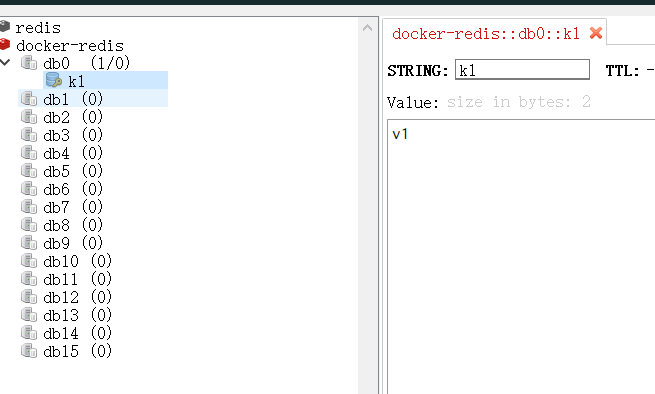 redis
docker-redis
db0 (1/0)
k1
db1 (0)
db2 (0)
db3 (0)
db4 (0)
db5 (0)
db6 (0)
db7 (0)
db8 (0)
db9 (0)
db10 (0)
db11 (0)
db12 (0)
db13 (0)
db14 (0)
db15 (0)
docker-redis::db0::k1
STRING: k1 TTL: -
Value: size in bytes: 2
v1